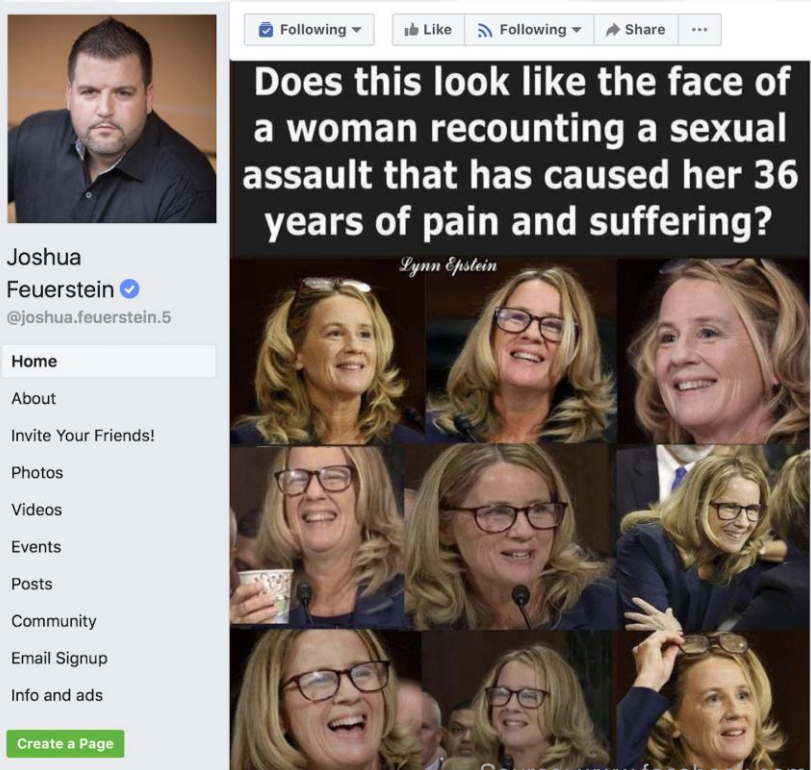 Following
Like
Following
Share
Does this look like the face of
a woman recounting a sexual
assault that has caused her 36
years of pain and suffering?
Lynn Epstein
Joshua
Feuerstein
@joshua.feuerstein.5
Home
About
Invite Your Friends!
Photos
Videos
Events
Posts
Community
Email Signup
Info and ads
Create a Page